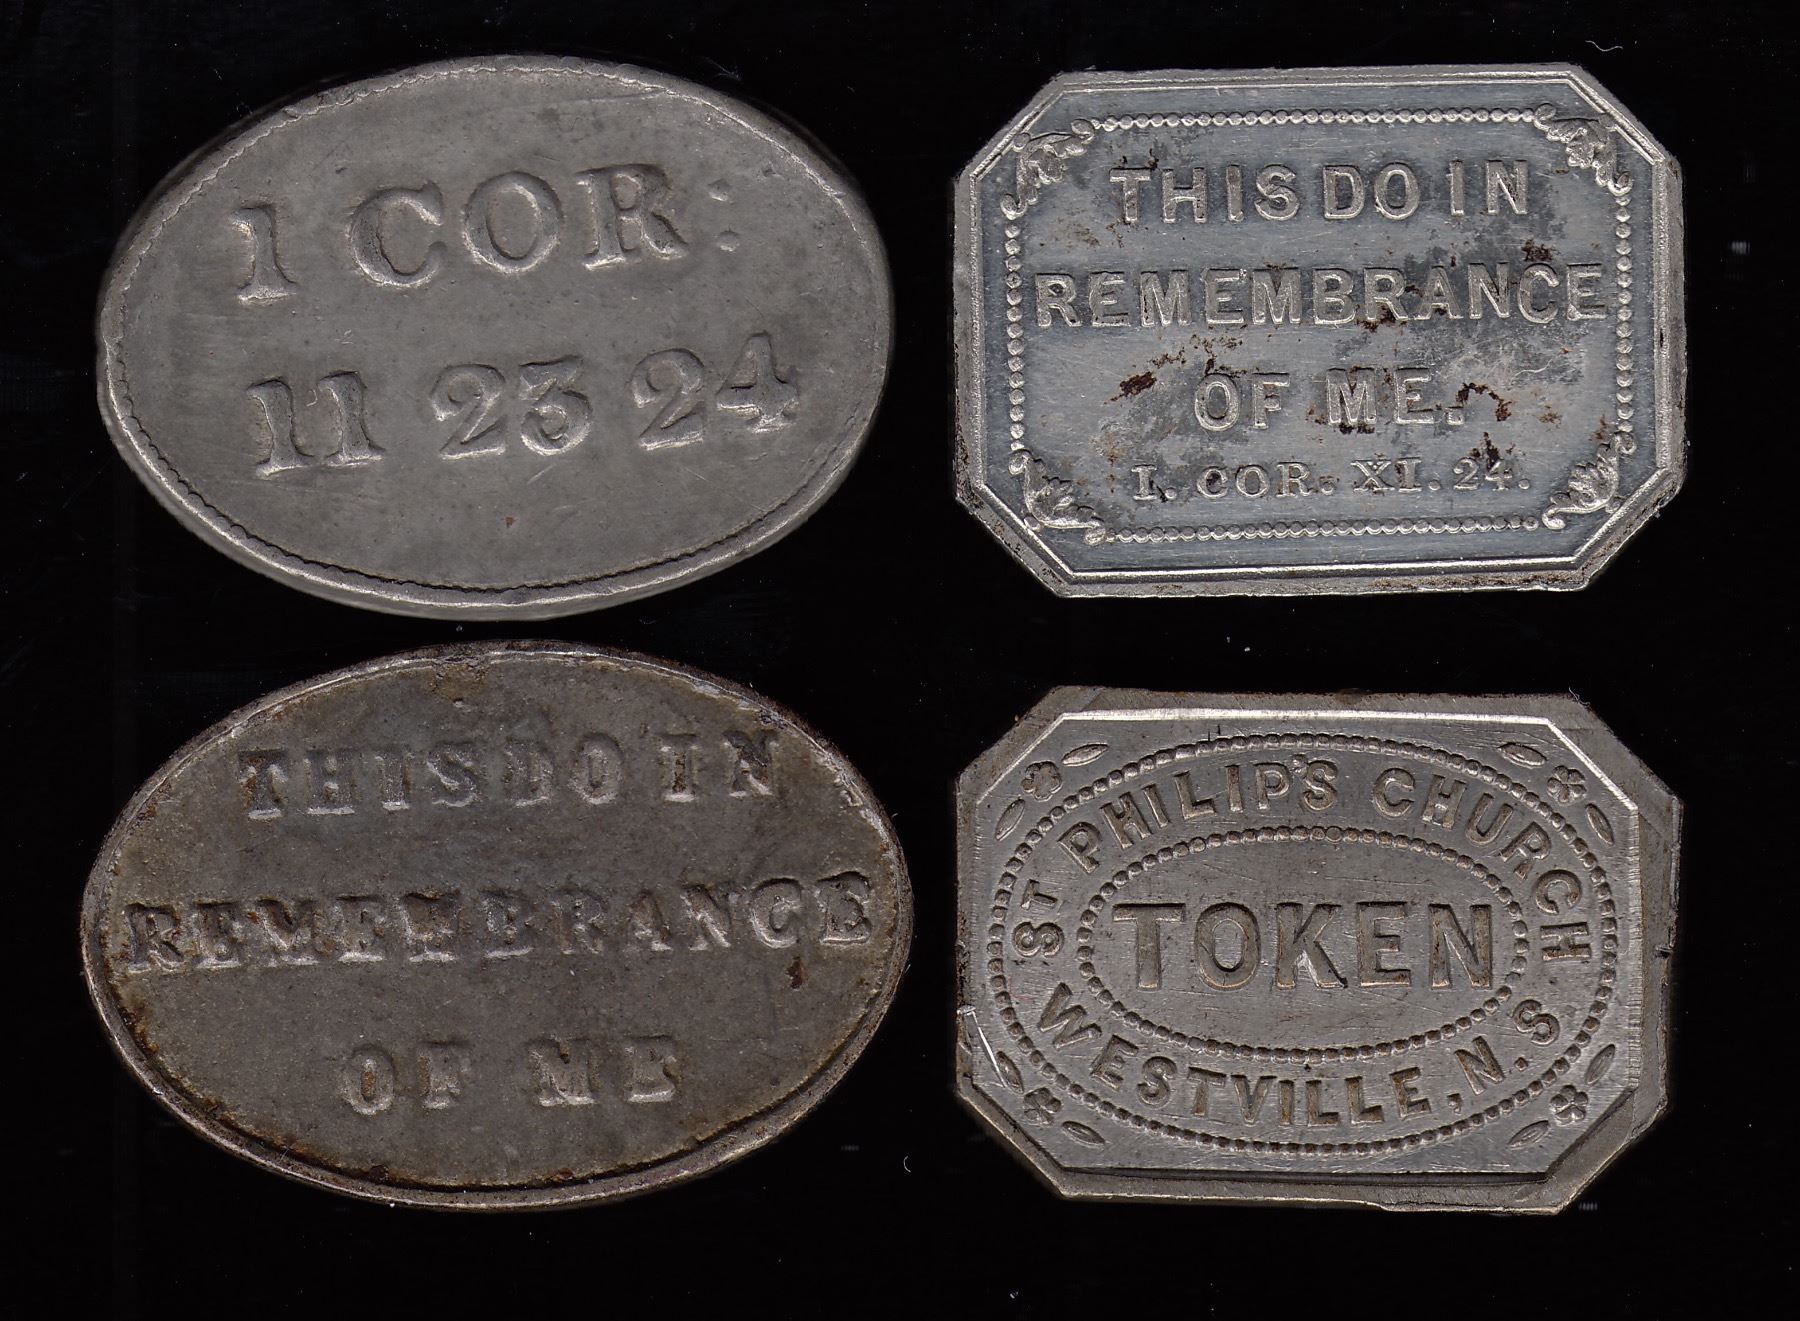 1 COR:
11 23 24
THIS DO IN
REMEMBRANCE
OF ME.
I. COR. XI. 24.
THIS DO IN
REMEMBRANCE
OF ME
ST PHILIP'S CHURCH
TOKEN
WESTVILLE, N.S